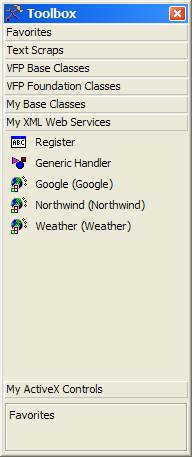 Toolbox
Favorites
Text Scraps
VFP Base Classes
VFP Foundation Classes
My Base Classes
My XML Web Services
ABC Register
Generic Handler
Google (Google)
Northwind (Northwind)
Weather (Weather)
My ActiveX Controls
Favorites